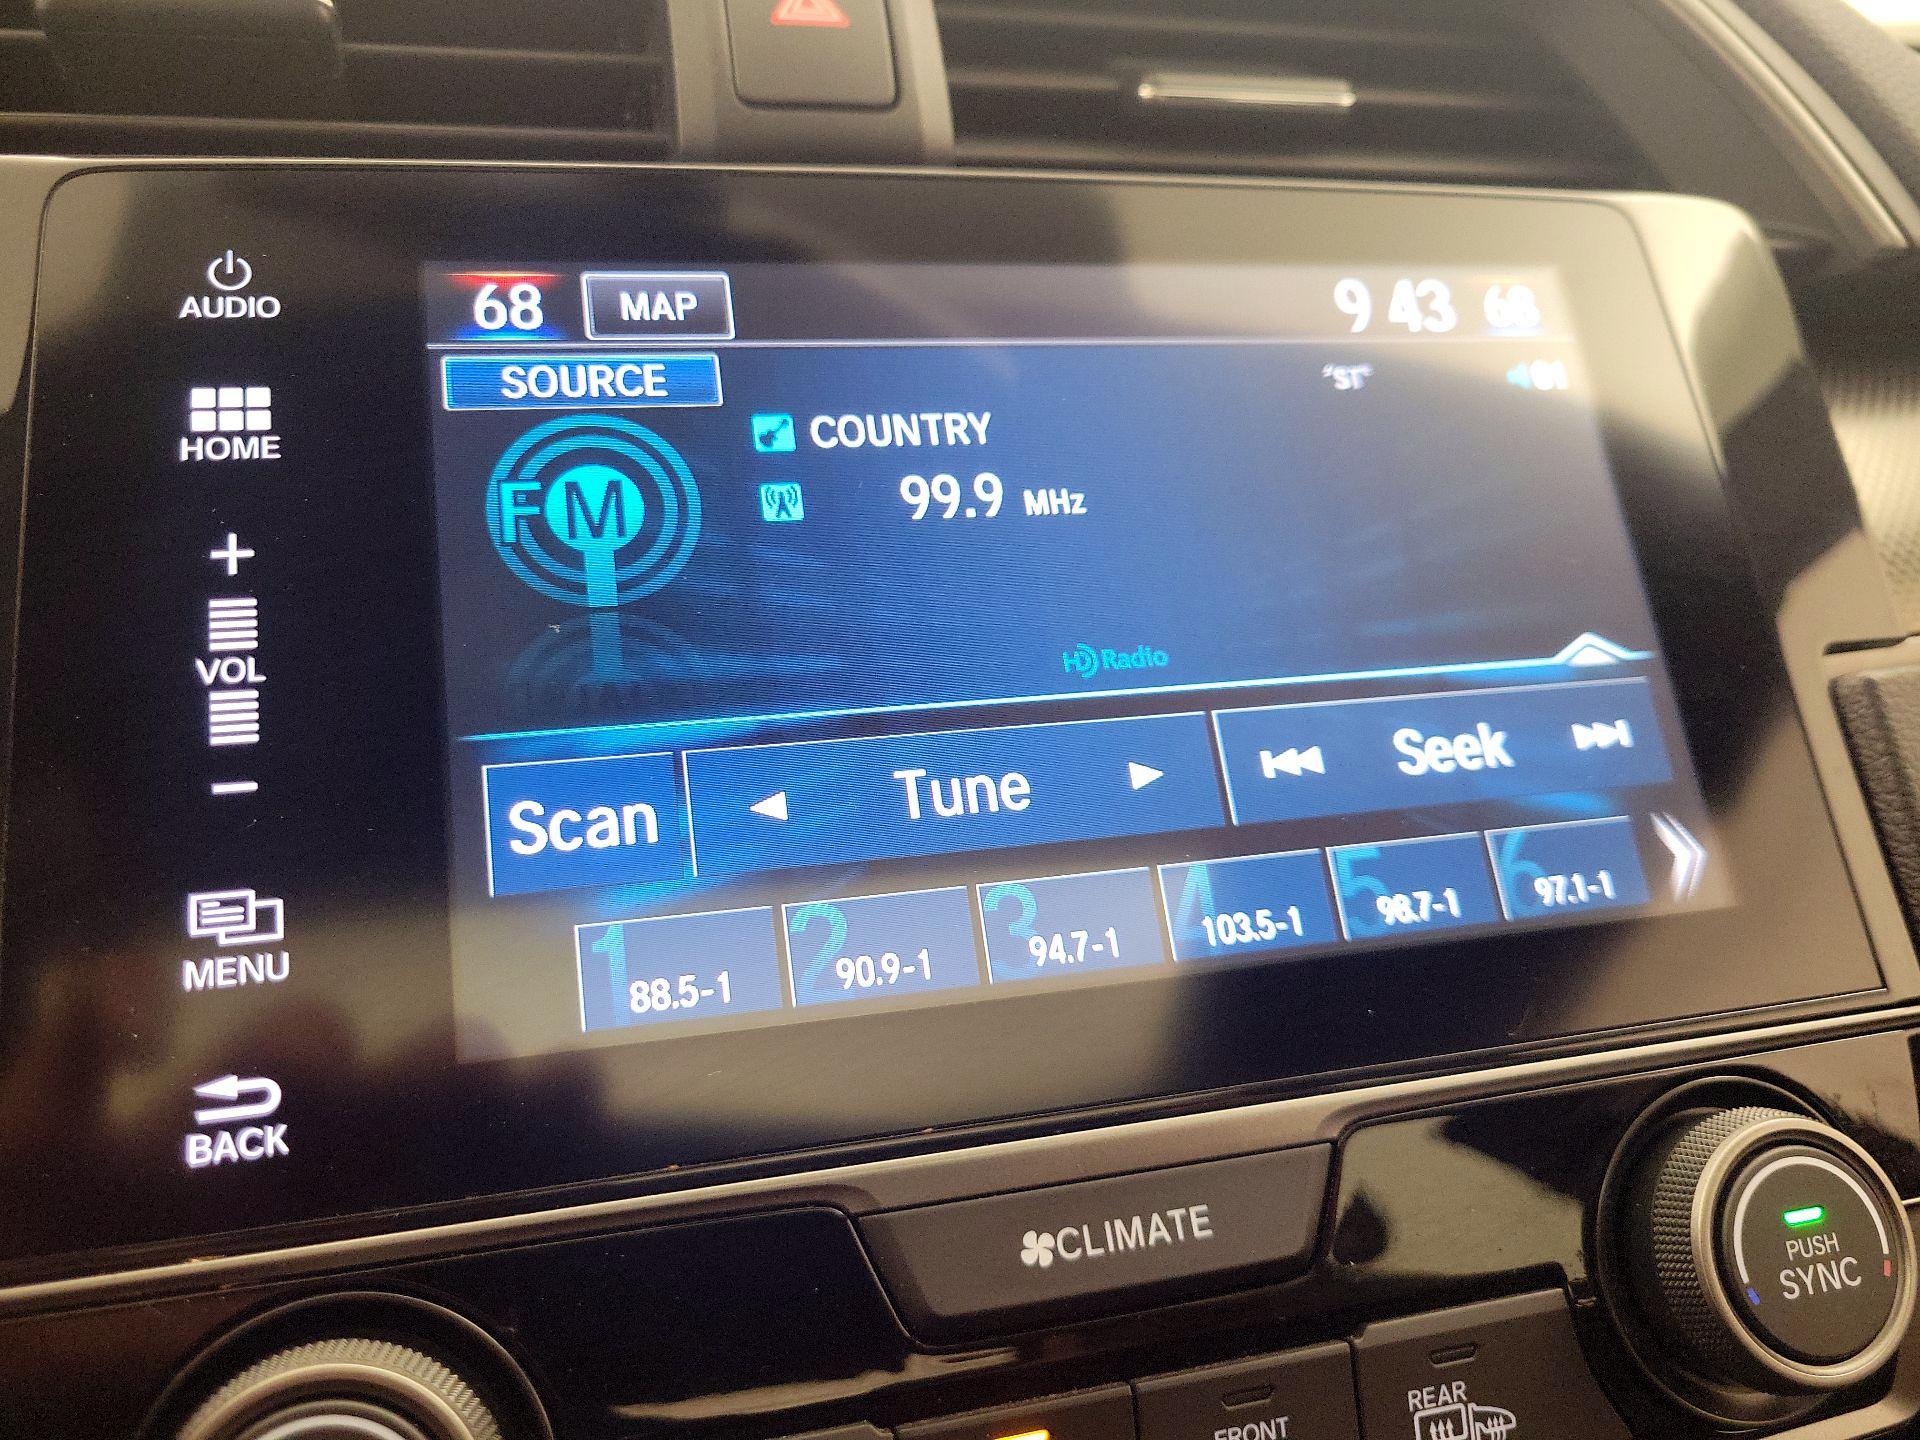 AUDIO
HOME
+
VOL
−
MENU
BACK
68 MAP 9 43 68
SOURCE "ST"
FM
COUNTRY
99.9 MHz
HD Radio
Scan Tune Seek
1 88.5-1
2 90.9-1
3 94.7-1
4 103.5-1
5 98.7-1
6 97.1-1
CLIMATE
PUSH
SYNC
FRONT
REAR